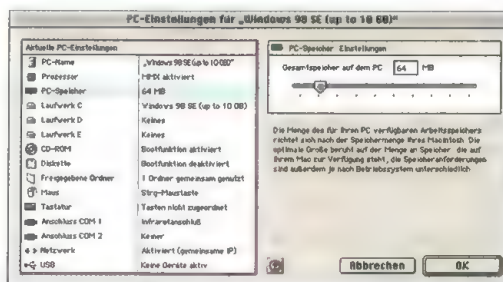 PC-Einstellungen für „Windows 98 SE (up to 10 GB)“
Aktuelle PC-Einstellungen
PC-Name „Windows 98 SE (up to 10 GB)“
Prozessor MMX aktiviert
PC-Speicher 64 MB
Laufwerk C Windows 98 SE (up to 10 GB)
Laufwerk D Keines
Laufwerk E Keines
CD-ROM Bootfunktion aktiviert
Diskette Bootfunktion deaktiviert
Freigegebene Ordner 1 Ordner gemeinsam genutzt
Maus Strg-Maustaste
Tastatur Tasten nicht zugeordnet
Anschluss COM 1 Infrarotanschluß
Anschluss COM 2 Keiner
Netzwerk Aktiviert (gemeinsame IP)
USB Keine Geräte aktiv
PC-Speicher Einstellungen
Gesamtspeicher auf dem PC 64 MB
Die Menge des für Ihren PC verfügbaren Arbeitsspeichers
richtet sich nach der Speichermenge Ihres Macintosh. Die
optimale Größe beruht auf der Menge an Speicher, die auf
Ihrem Mac zur Verfügung steht, die Speicheranforderungen
sind außerdem je nach Betriebssystem unterschiedlich
Abbrechen
OK